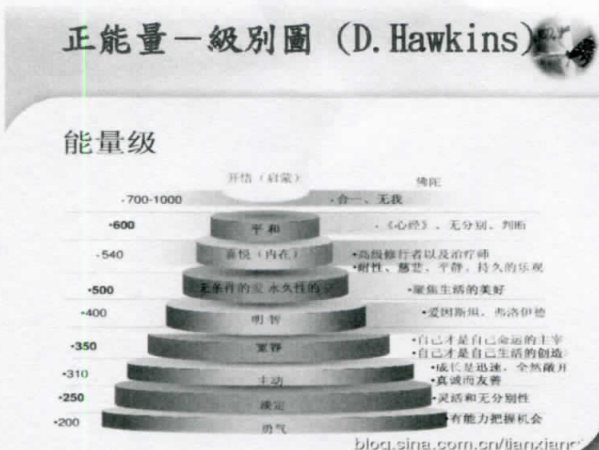 正能量－級別圖 (D.Hawkins)
能量级
开悟（启蒙） 佛陀
·700-1000 ·合一、无我
·600 平和 ·《心经》、无分别、判断
·540 喜悦（内在） ·高级修行者以及治疗师
·耐性、慈悲、平静、持久的乐观
·500 无条件的爱 永久性的 ·聚焦生活的美好
·400 明智 ·爱因斯坦、弗洛伊德
·350 宽容 ·自己才是自己命运的主宰
·自己才是自己生活的创造
·310 主动 ·成长是迅速、全然敞开
·真诚而友善
·250 淡定 ·灵活和无分别性
·200 勇气 ·有能力把握机会
blog.sina.com.cn/tianxianc